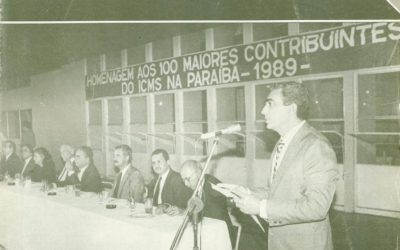 HOMENAGEM AOS 100 MAIORES CONTRIBUINTES
DO ICMS NA PARAÍBA - 1989 -